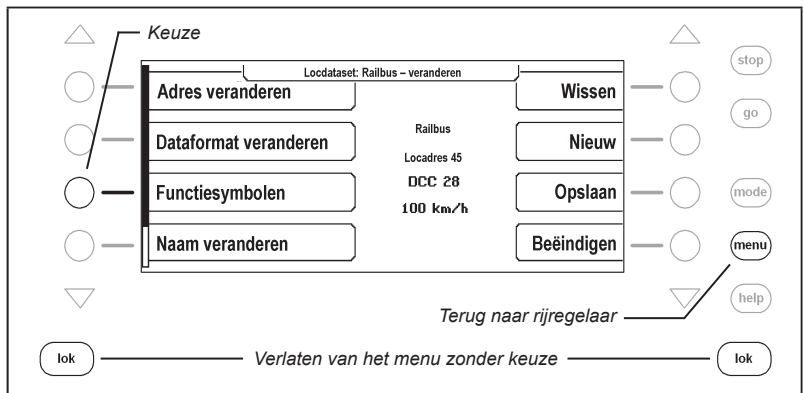 Keuze
stop
Locdataset: Railbus – veranderen
Adres veranderen
Wissen
go
Dataformat veranderen
Railbus
Nieuw
Locadres 45
Functiesymbolen
DCC 28
Opslaan
mode
100 km/h
Naam veranderen
Beëindigen
menu
help
Terug naar rijregelaar
lok
Verlaten van het menu zonder keuze
lok